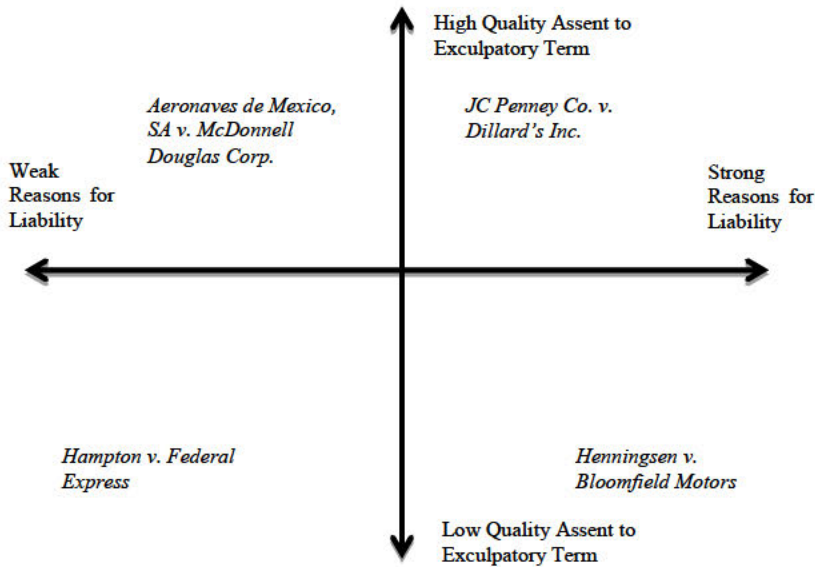 High Quality Assent to
Exculpatory Term
Aeronaves de Mexico,
SA v. McDonnell
Douglas Corp.
JC Penney Co. v.
Dillard's Inc.
Weak
Reasons for
Liability
Strong
Reasons for
Liability
Hampton v. Federal
Express
Henningsen v.
Bloomfield Motors
Low Quality Assent to
Exculpatory Term